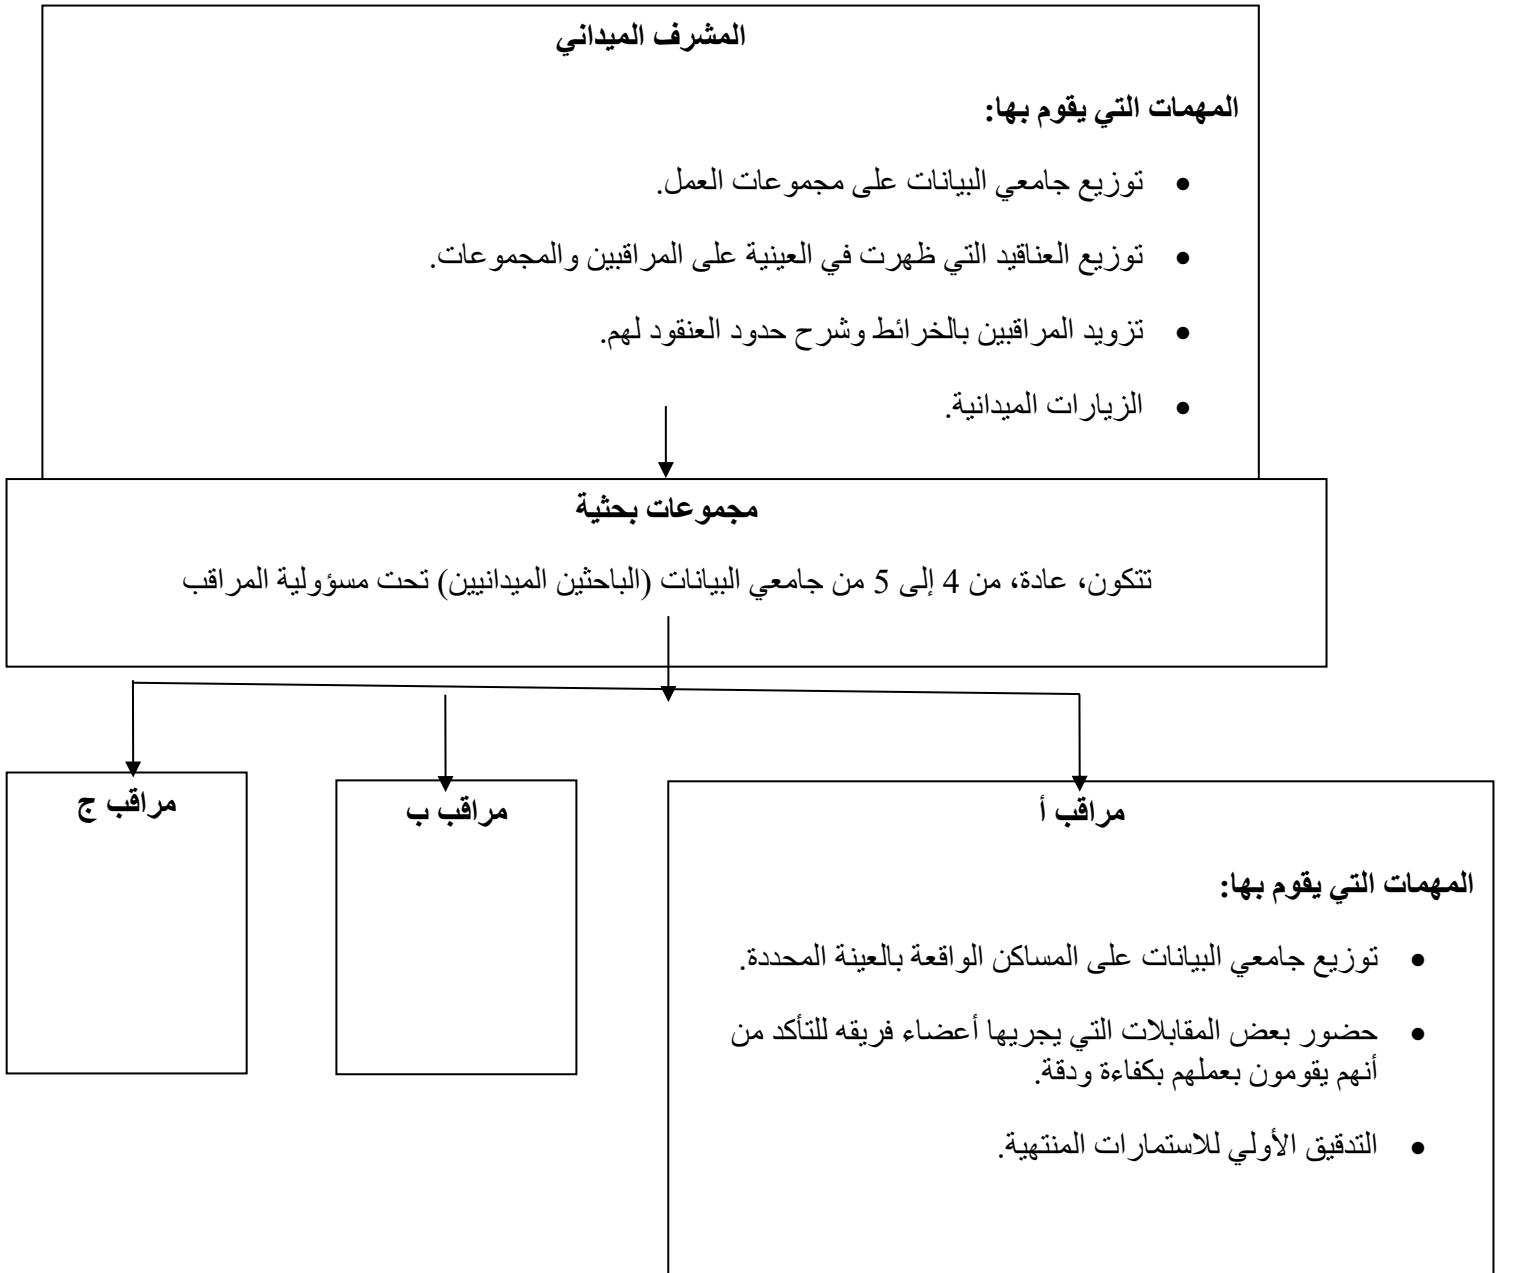 المشرف الميداني
المهمات التي يقوم بها:
• توزيع جامعي البيانات على مجموعات العمل.
• توزيع العناقيد التي ظهرت في العينية على المراقبين والمجموعات.
• تزويد المراقبين بالخرائط وشرح حدود العنقود لهم.
• الزيارات الميدانية.
مجموعات بحثية
تتكون، عادة، من 4 إلى 5 من جامعي البيانات (الباحثين الميدانيين) تحت مسؤولية المراقب
مراقب أ
المهمات التي يقوم بها:
• توزيع جامعي البيانات على المساكن الواقعة بالعينة المحددة.
• حضور بعض المقابلات التي يجريها أعضاء فريقه للتأكد من
أنهم يقومون بعملهم بكفاءة ودقة.
• التدقيق الأولي للاستمارات المنتهية.
مراقب ب
مراقب ج